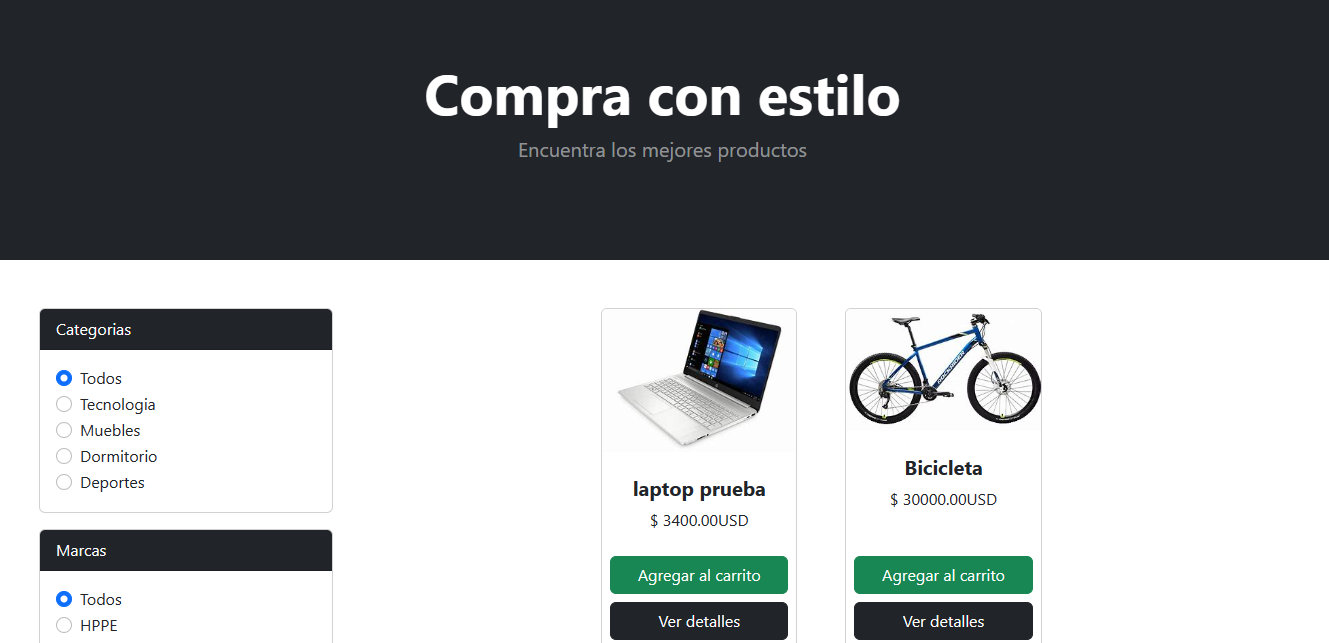 Compra con estilo
Encuentra los mejores productos
Categorias
Todos
Tecnologia
Muebles
Dormitorio
Deportes
Marcas
Todos
HPPE
laptop prueba
$ 3400.00USD
Agregar al carrito
Ver detalles
Bicicleta
$ 30000.00USD
Agregar al carrito
Ver detalles